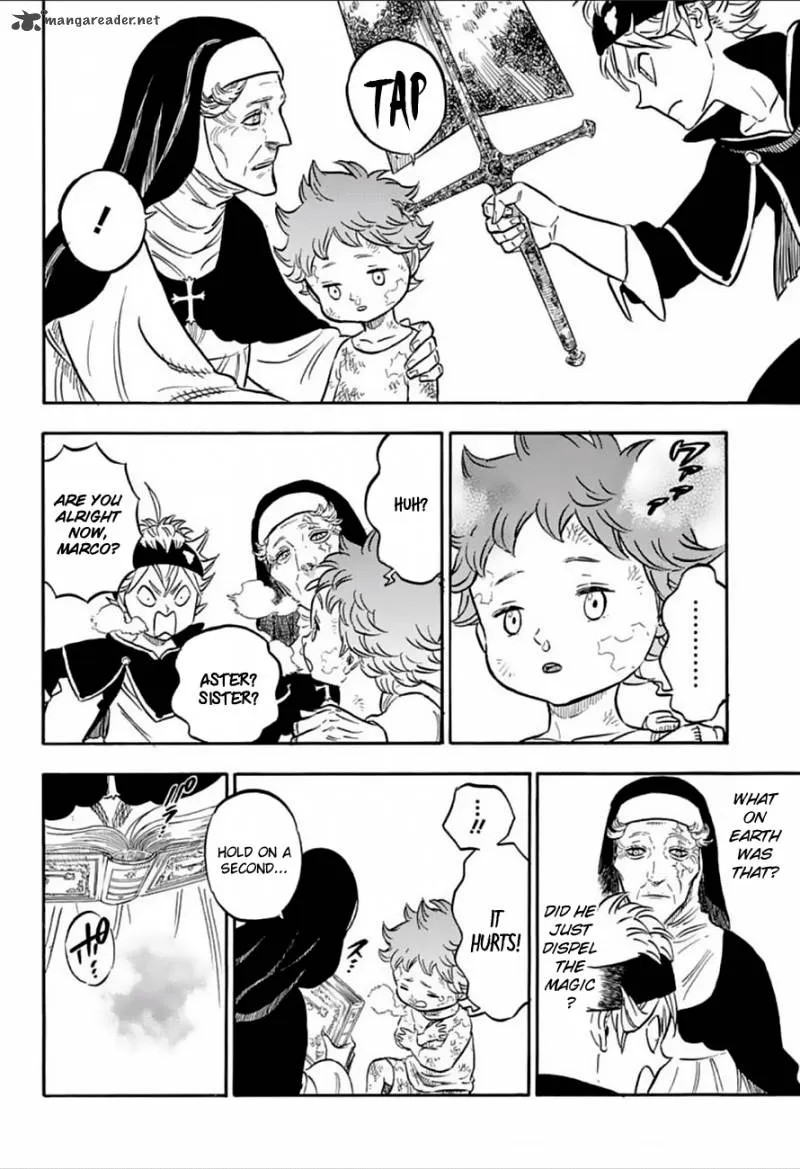 mangareader.net
TAP
!
.........
HUH?
ARE YOU
ALRIGHT
NOW,
MARCO?
ASTER?
SISTER?
WHAT
ON
EARTH
WAS
THAT?
DID HE
JUST
DISPEL
THE
MAGIC
?
.....!!
IT
HURTS!
HOLD ON A
SECOND...